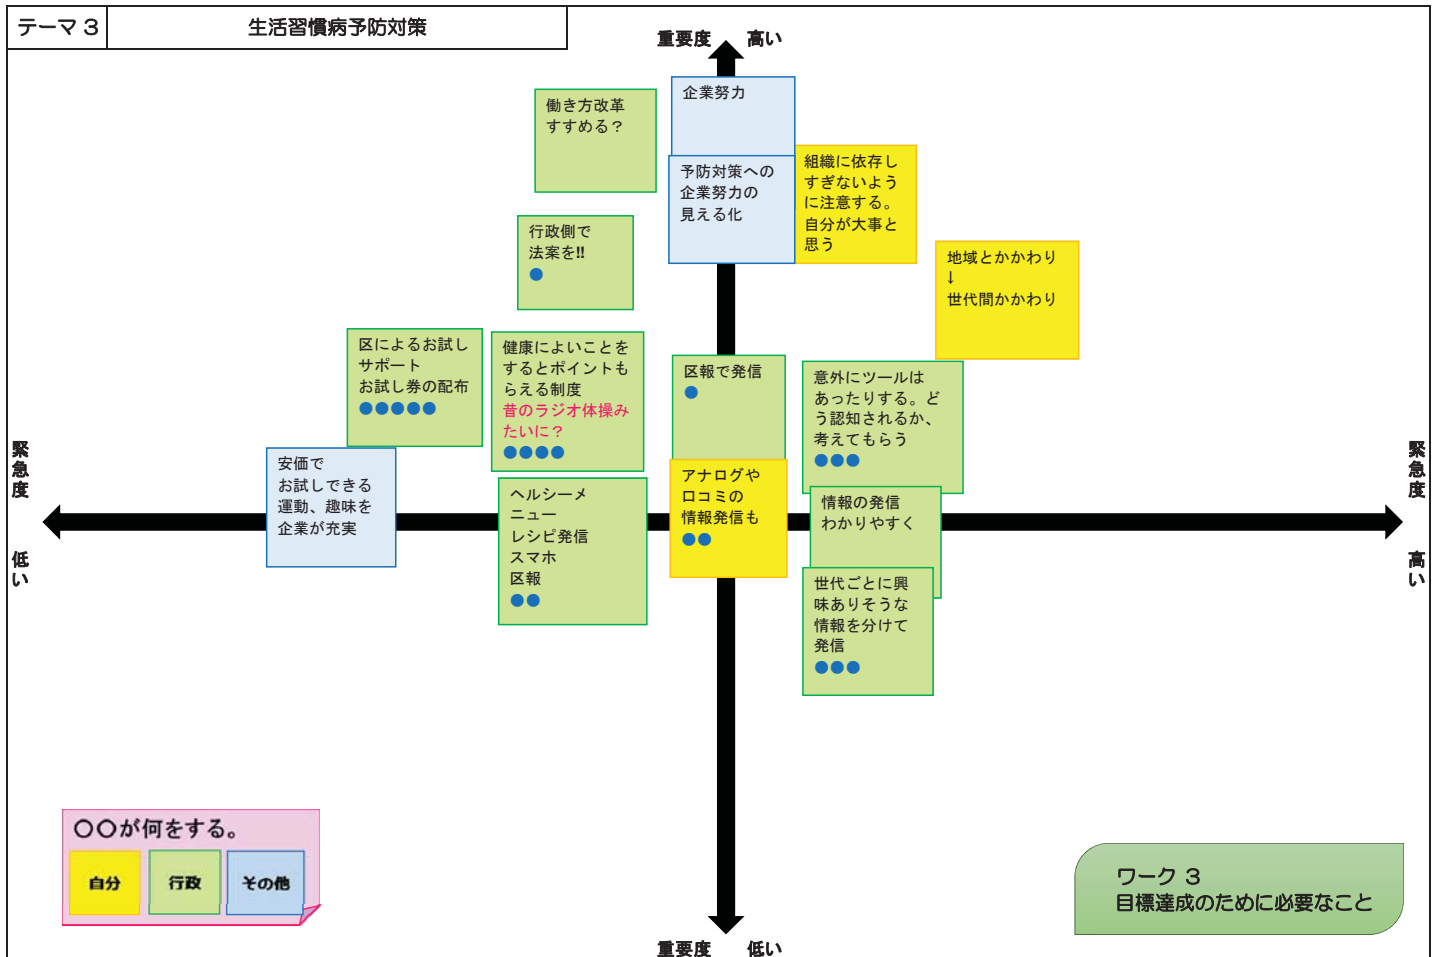 テーマ 3
生活習慣病予防対策
重要度 高い
働き方改革
すすめる？
企業努力
予防対策への
企業努力の
見える化
組織に依存し
すぎないよう
に注意する。
自分が大事と
思う
行政側で
法案を!!
地域とかかわり
↓
世代間かかわり
区によるお試し
サポート
お試し券の配布
健康によいことを
するとポイントも
らえる制度
昔のラジオ体操み
たいに？
区報で発信
意外にツールは
あったりする。ど
う認知されるか、
考えてもらう
緊急度 低い
安価で
お試しできる
運動、趣味を
企業が充実
ヘルシーメ
ニュー
レシピ発信
スマホ
区報
アナログや
口コミの
情報発信も
情報の発信
わかりやすく
世代ごとに興
味ありそうな
情報を分けて
発信
緊急度 高い
〇〇が何をする。
自分
行政
その他
ワーク 3
目標達成のために必要なこと
重要度 低い